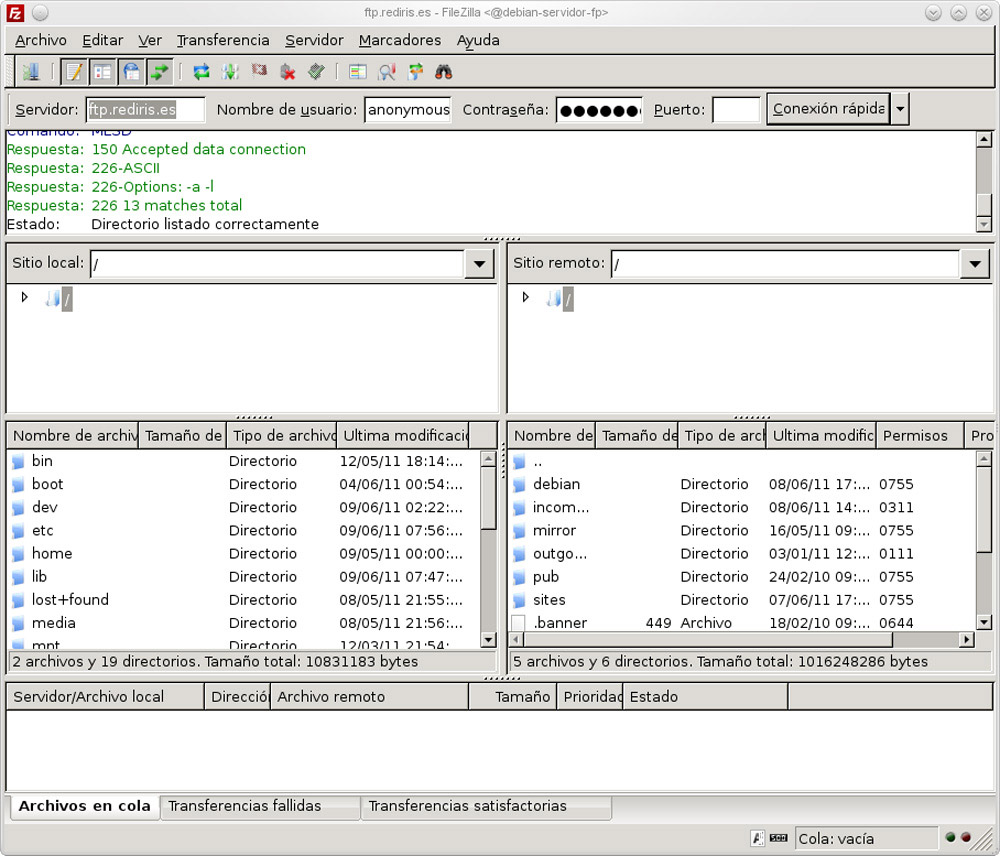 ftp.rediris.es - FileZilla <@debian-servidor-fp>
Archivo Editar Ver Transferencia Servidor Marcadores Ayuda
Servidor: ftp.rediris.es Nombre de usuario: anonymous Contraseña: ●●●●●●● Puerto: Conexión rápida
Comando: MLSD
Respuesta: 150 Accepted data connection
Respuesta: 226-ASCII
Respuesta: 226-Options: -a -l
Respuesta: 226 13 matches total
Estado: Directorio listado correctamente
Sitio local: /
/
Sitio remoto: /
/
Nombre de archiv Tamaño de Tipo de archivo Ultima modificació
bin Directorio 12/05/11 18:14:...
boot Directorio 04/06/11 00:54:...
dev Directorio 09/06/11 02:22:...
etc Directorio 09/06/11 07:56:...
home Directorio 09/05/11 00:00:...
lib Directorio 09/06/11 07:47:...
lost+found Directorio 08/05/11 21:55:...
media Directorio 08/05/11 21:56:...
mnt Directorio 12/03/11 21:54:...
2 archivos y 19 directorios. Tamaño total: 10831183 bytes
Nombre de Tamaño de Tipo de arch Ultima modific Permisos Pro
..
debian Directorio 08/06/11 17:... 0755
incom... Directorio 08/06/11 14:... 0311
mirror Directorio 16/05/11 09:... 0755
outgo... Directorio 03/01/11 12:... 0111
pub Directorio 24/02/10 09:... 0755
sites Directorio 07/06/11 17:... 0755
.banner 449 Archivo 18/02/10 09:... 0644
5 archivos y 6 directorios. Tamaño total: 1016248286 bytes
Servidor/Archivo local Direcció Archivo remoto Tamaño Prioridad Estado
Archivos en cola Transferencias fallidas Transferencias satisfactorias
Cola: vacía